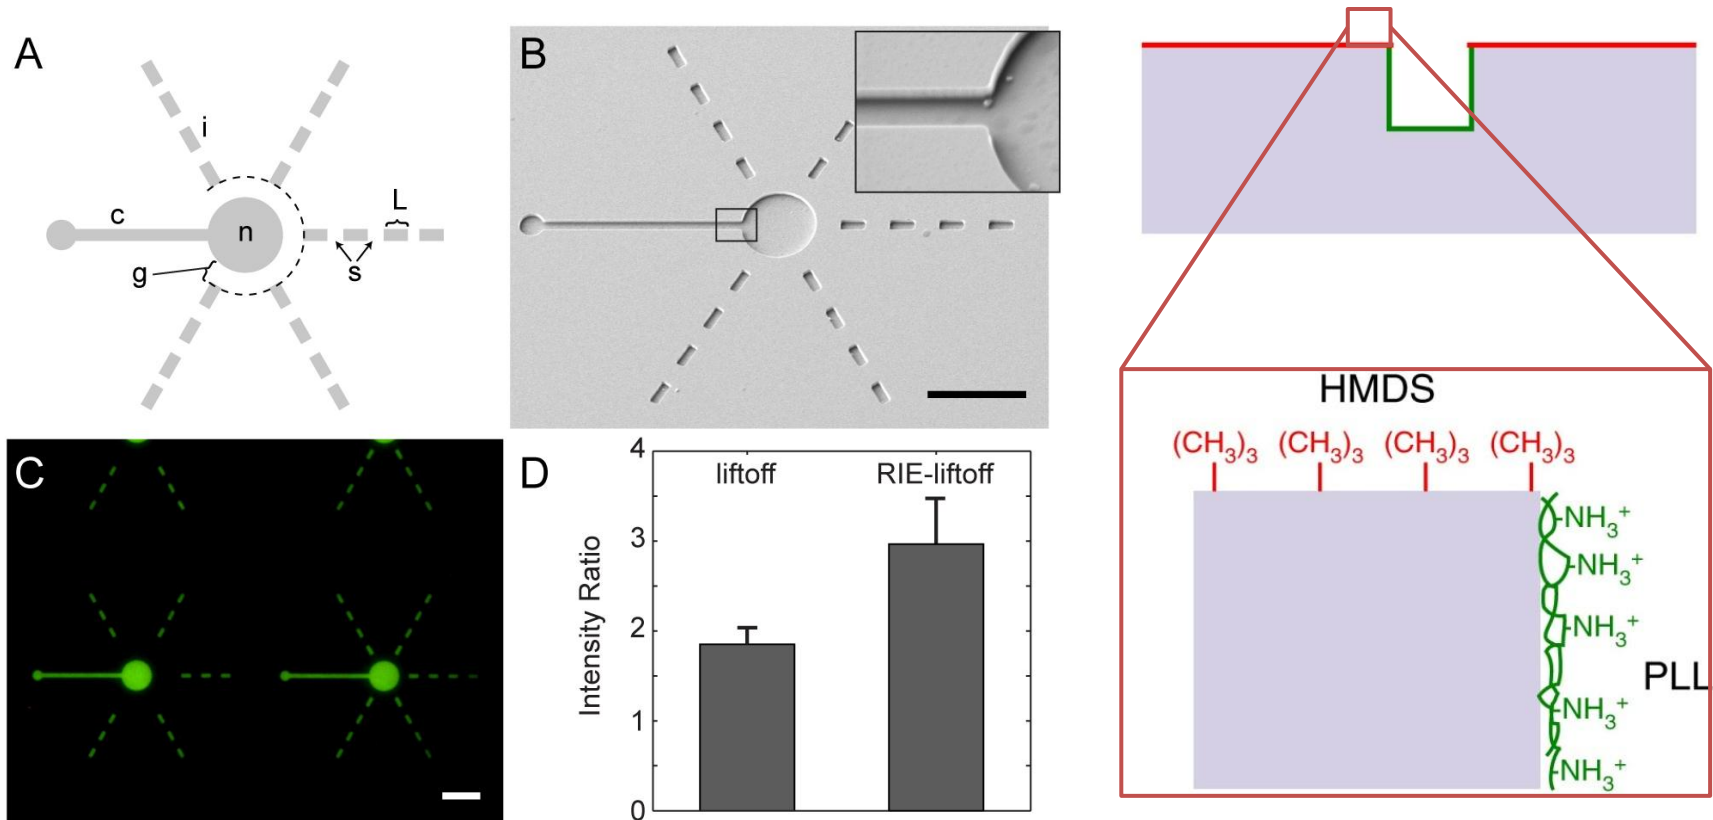 A
i
c
n
L
s
g
B
C
D
liftoff
RIE-liftoff
Intensity Ratio
4
3
2
1
0
HMDS
(CH₃)₃ (CH₃)₃ (CH₃)₃ (CH₃)₃
-NH₃⁺
-NH₃⁺
-NH₃⁺
PLL
-NH₃⁺
-NH₃⁺